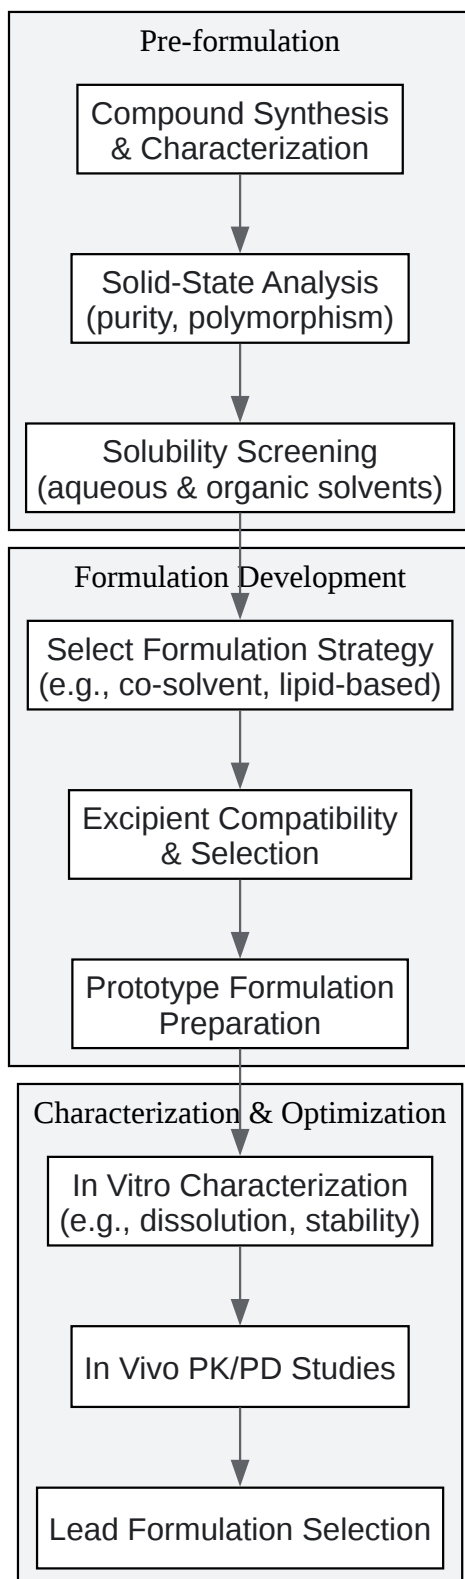 Pre-formulation
Compound Synthesis
& Characterization
Solid-State Analysis
(purity, polymorphism)
Solubility Screening
(aqueous & organic solvents)
Formulation Development
Select Formulation Strategy
(e.g., co-solvent, lipid-based)
Excipient Compatibility
& Selection
Prototype Formulation
Preparation
Characterization & Optimization
In Vitro Characterization
(e.g., dissolution, stability)
In Vivo PK/PD Studies
Lead Formulation Selection